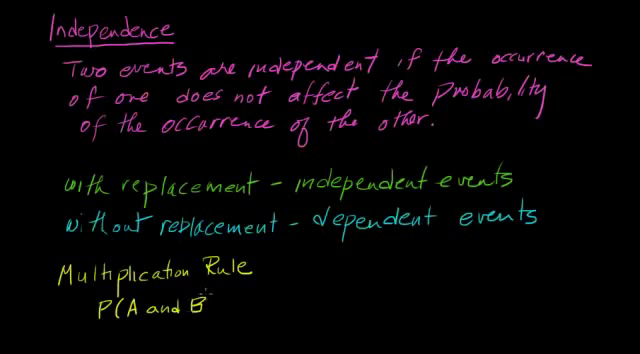 Independence
Two events are independent if the occurrence
of one does not affect the probability
of the occurrence of the other.
with replacement - independent events
without replacement - dependent events
Multiplication Rule
P(A and B